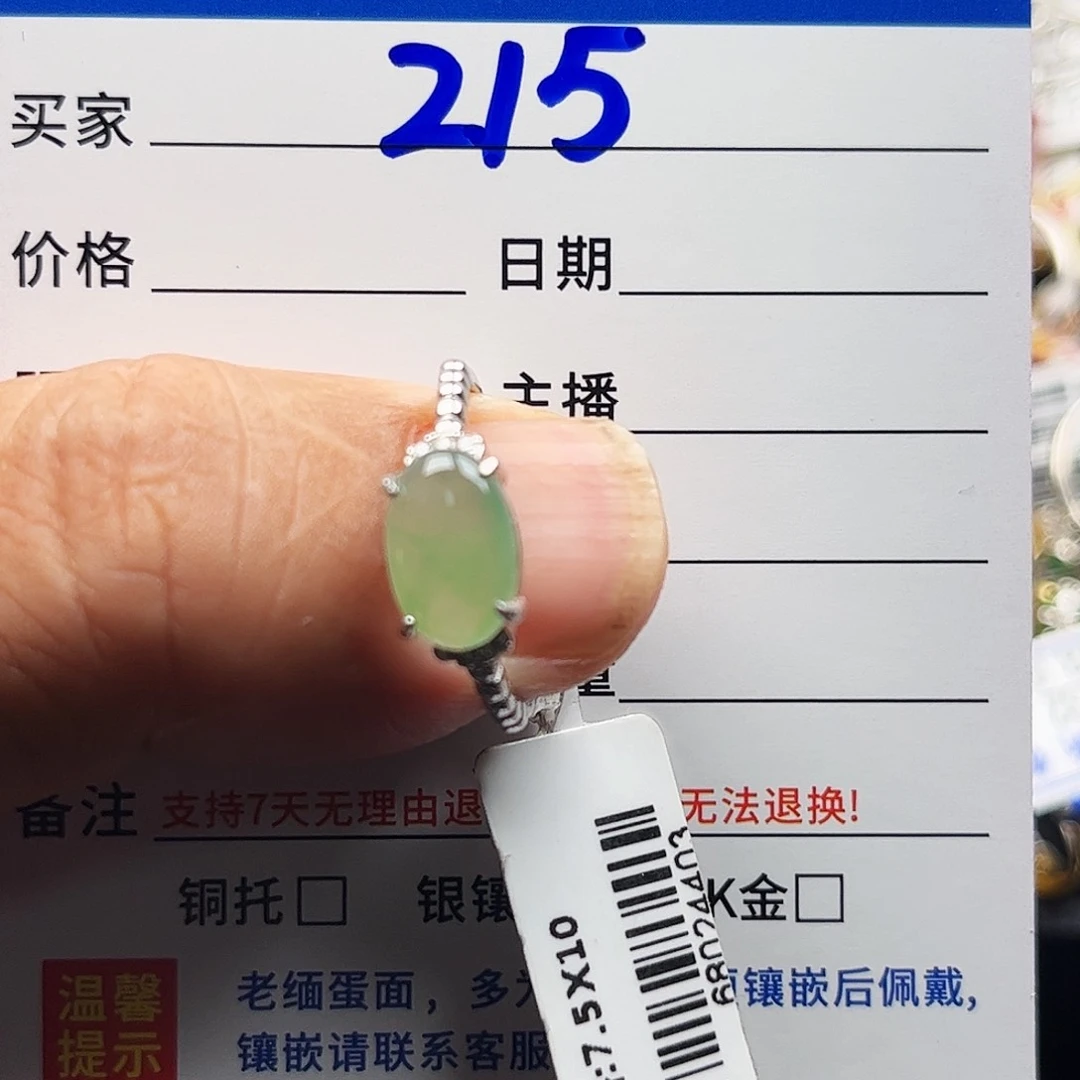 买家 215
价格 日期
主播
量
备注 支持7天无理由退 无法退换!
铜托□ 银镶 K金□
温馨提示 老缅蛋面,多 镶嵌后佩戴,
镶嵌请联系客服
:7.5X10
6802A403